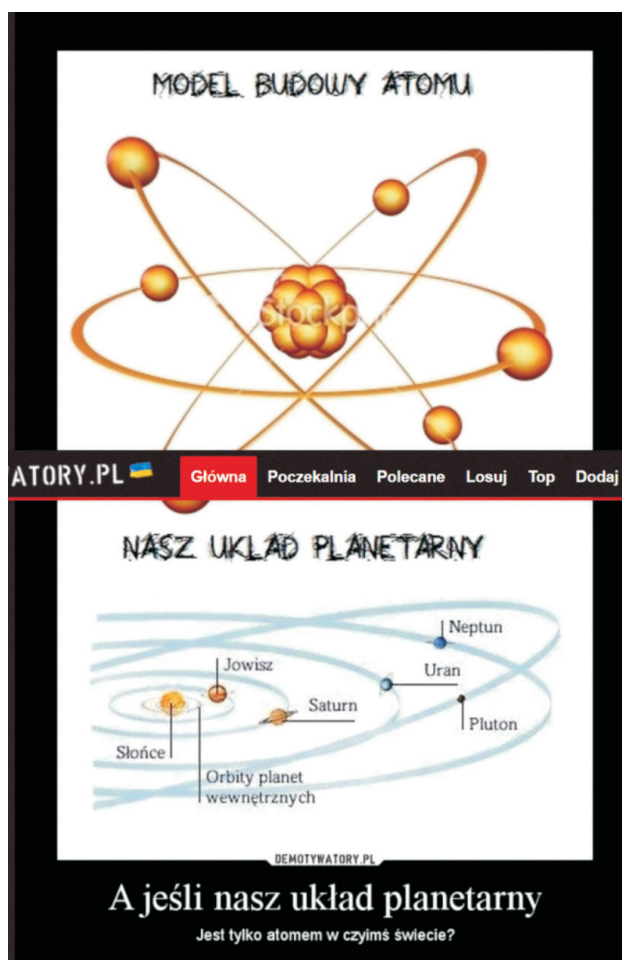 MODEL BUDOWY ATOMU
ATORY.PL
Główna Poczekalnia Polecane Losuj Top Dodaj
NASZ UKLAD PLANETARNY
Neptun
Jowisz
Uran
Saturn
Pluton
Słońce
Orbity planet
wewnętrznych
DEMOTYWATORY.PL
A jeśli nasz układ planetarny
Jest tylko atomem w czyimś świecie?